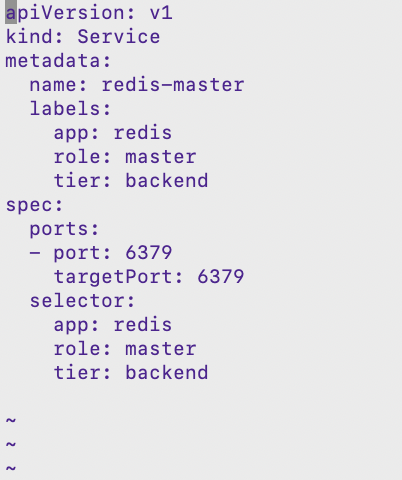 apiVersion: v1
kind: Service
metadata:
  name: redis-master
  labels:
    app: redis
    role: master
    tier: backend
spec:
  ports:
  - port: 6379
    targetPort: 6379
  selector:
    app: redis
    role: master
    tier: backend
~
~
~